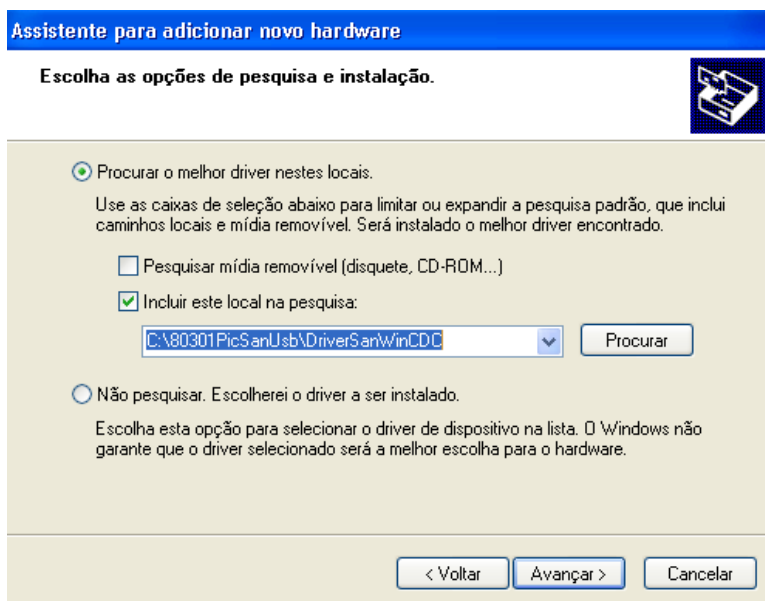 Assistente para adicionar novo hardware
Escolha as opções de pesquisa e instalação.
Procurar o melhor driver nestes locais.
Use as caixas de seleção abaixo para limitar ou expandir a pesquisa padrão, que inclui
caminhos locais e mídia removível. Será instalado o melhor driver encontrado.
Pesquisar mídia removível (disquete, CD-ROM...)
Incluir este local na pesquisa:
C:\80301PicSanUsb\DriverSanWinCDC
Procurar
Não pesquisar. Escolherei o driver a ser instalado.
Escolha esta opção para selecionar o driver de dispositivo na lista. O Windows não
garante que o driver selecionado será a melhor escolha para o hardware.
< Voltar
Avançar >
Cancelar